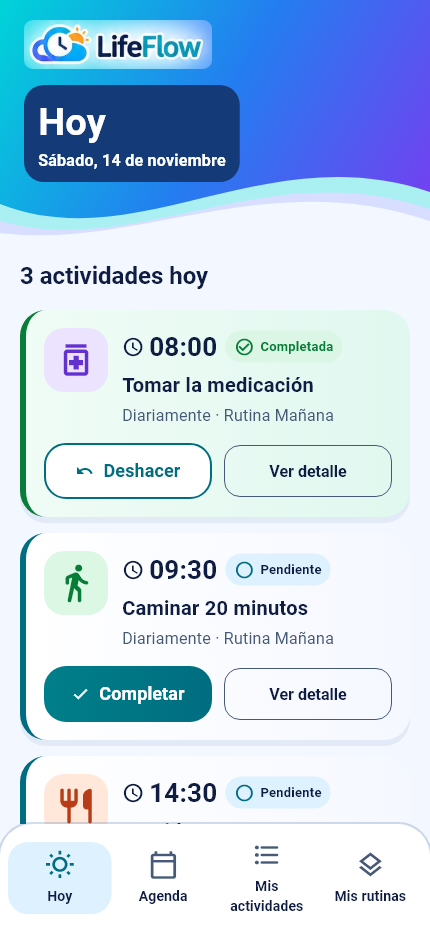 LifeFlow
Hoy
Sábado, 14 de noviembre
3 actividades hoy
08:00 Completada
Tomar la medicación
Diariamente · Rutina Mañana
Deshacer Ver detalle
09:30 Pendiente
Caminar 20 minutos
Diariamente · Rutina Mañana
Completar Ver detalle
14:30 Pendiente
Hoy Agenda Mis actividades Mis rutinas